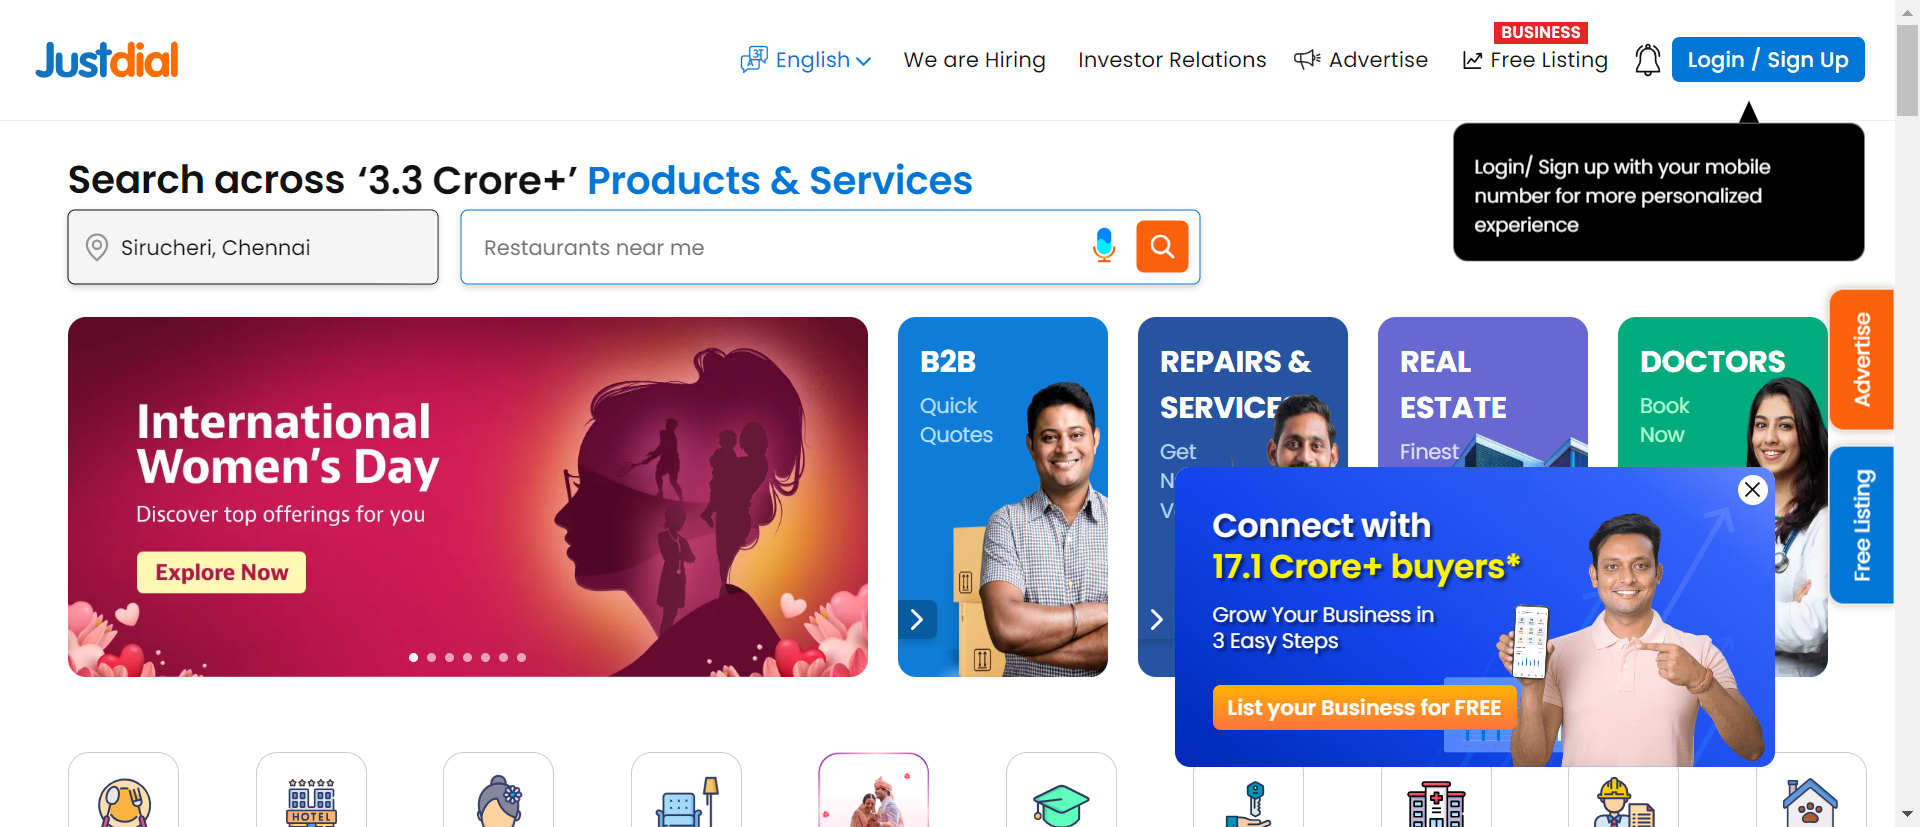 Justdial
English
We are Hiring
Investor Relations
Advertise
BUSINESS
Free Listing
Login / Sign Up
Login/ Sign up with your mobile
number for more personalized
experience
Search across ‘3.3 Crore+’ Products & Services
Sirucheri, Chennai
Restaurants near me
International
Women's Day
Discover top offerings for you
Explore Now
B2B
Quick
Quotes
REPAIRS &
SERVICES
Get
REAL
ESTATE
Finest
DOCTORS
Book
Now
Advertise
Free Listing
Connect with
17.1 Crore+ buyers*
Grow Your Business in
3 Easy Steps
List your Business for FREE
HOTEL